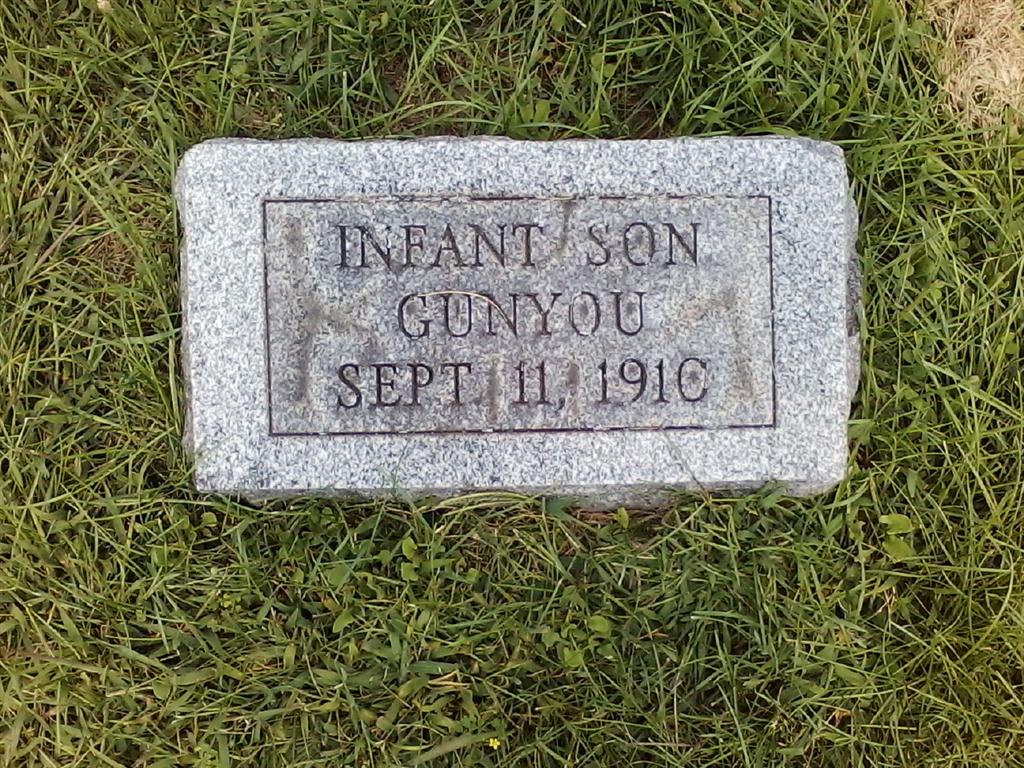 INFANT SON
GUNYOU
SEPT. 11, 1910